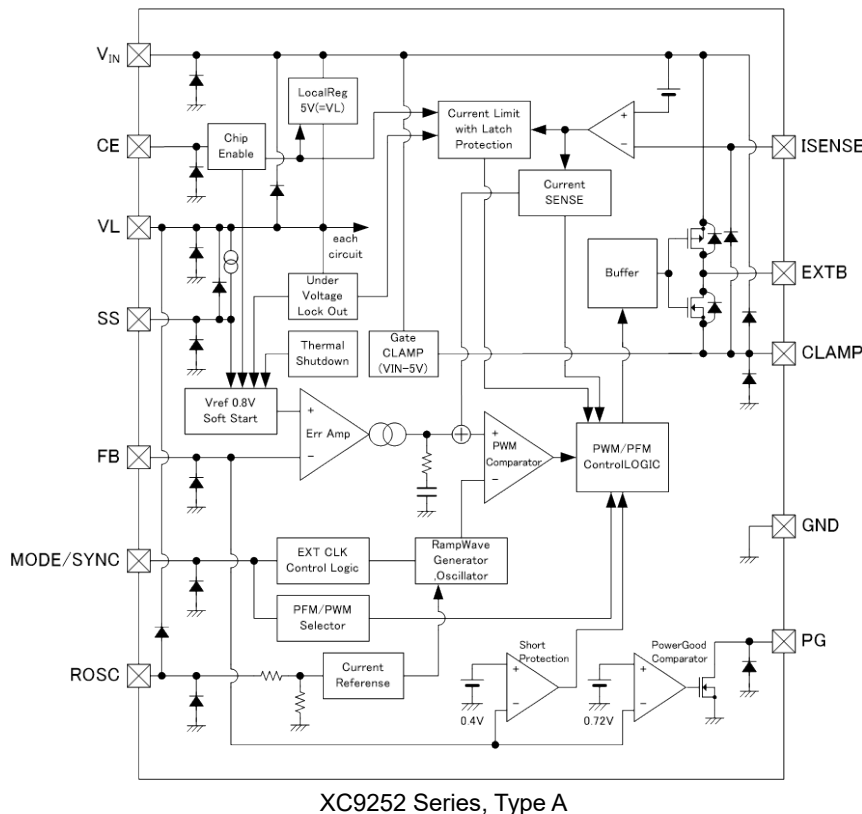 VIN
LocalReg
5V(=VL)
Current Limit
with Latch
Protection
+
−
CE
Chip
Enable
ISENSE
Current
SENSE
VL
each
circuit
Buffer
EXTB
Under
Voltage
Lock Out
SS
Thermal
Shutdown
Gate
CLAMP
(VIN-5V)
CLAMP
Vref 0.8V
Soft Start
+
Err Amp
−
+
PWM
Comparator
−
PWM/PFM
ControlLOGIC
FB
GND
MODE/SYNC
EXT CLK
Control Logic
RampWave
Generator
,Oscillator
PFM/PWM
Selector
Short
Protection
PowerGood
Comparator
PG
ROSC
Current
Referense
+
−
0.4V
+
−
0.72V
XC9252 Series, Type A